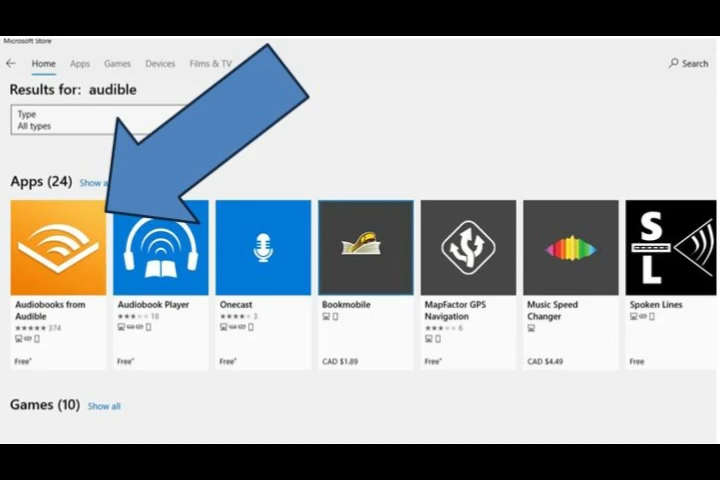 Microsoft Store
Home Apps Games Devices Films & TV Search
Results for: audible
Type
All types
Apps (24) Show
S
L
Audiobooks from Audible
374
Free*
Audiobook Player
10
Free*
Onecast
3
Free*
Bookmobile
CAD $1.89
MapFactor GPS Navigation
6
Free*
Music Speed Changer
CAD $4.49
Spoken Lines
Free
Games (10) Show all